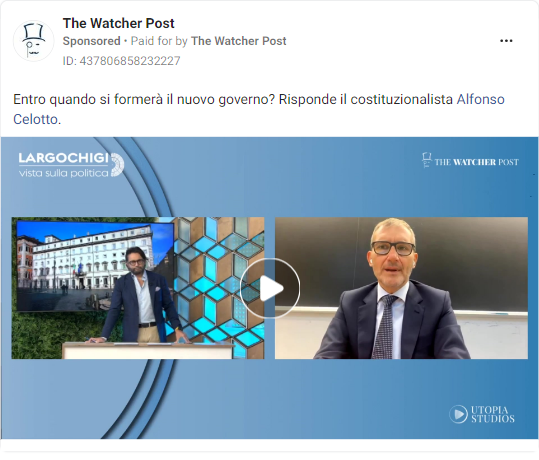 The Watcher Post
Sponsored • Paid for by The Watcher Post
ID: 437806858232227
Entro quando si formerà il nuovo governo? Risponde il costituzionalista Alfonso
Celotto.
LARGOCHIGI
vista sulla politica
THE WATCHER POST
UTOPIA
STUDIOS